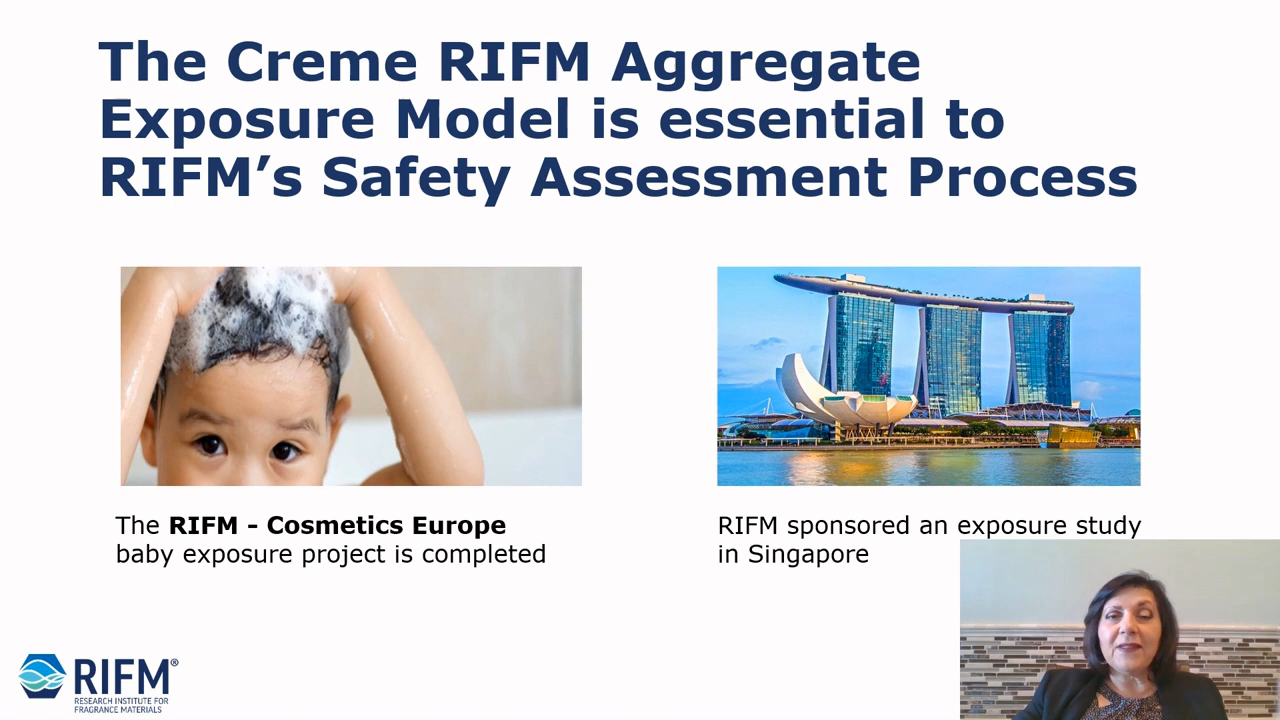 The Creme RIFM Aggregate
Exposure Model is essential to
RIFM’s Safety Assessment Process
The RIFM - Cosmetics Europe
baby exposure project is completed
RIFM sponsored an exposure study
in Singapore
RIFM®
RESEARCH INSTITUTE FOR
FRAGRANCE MATERIALS